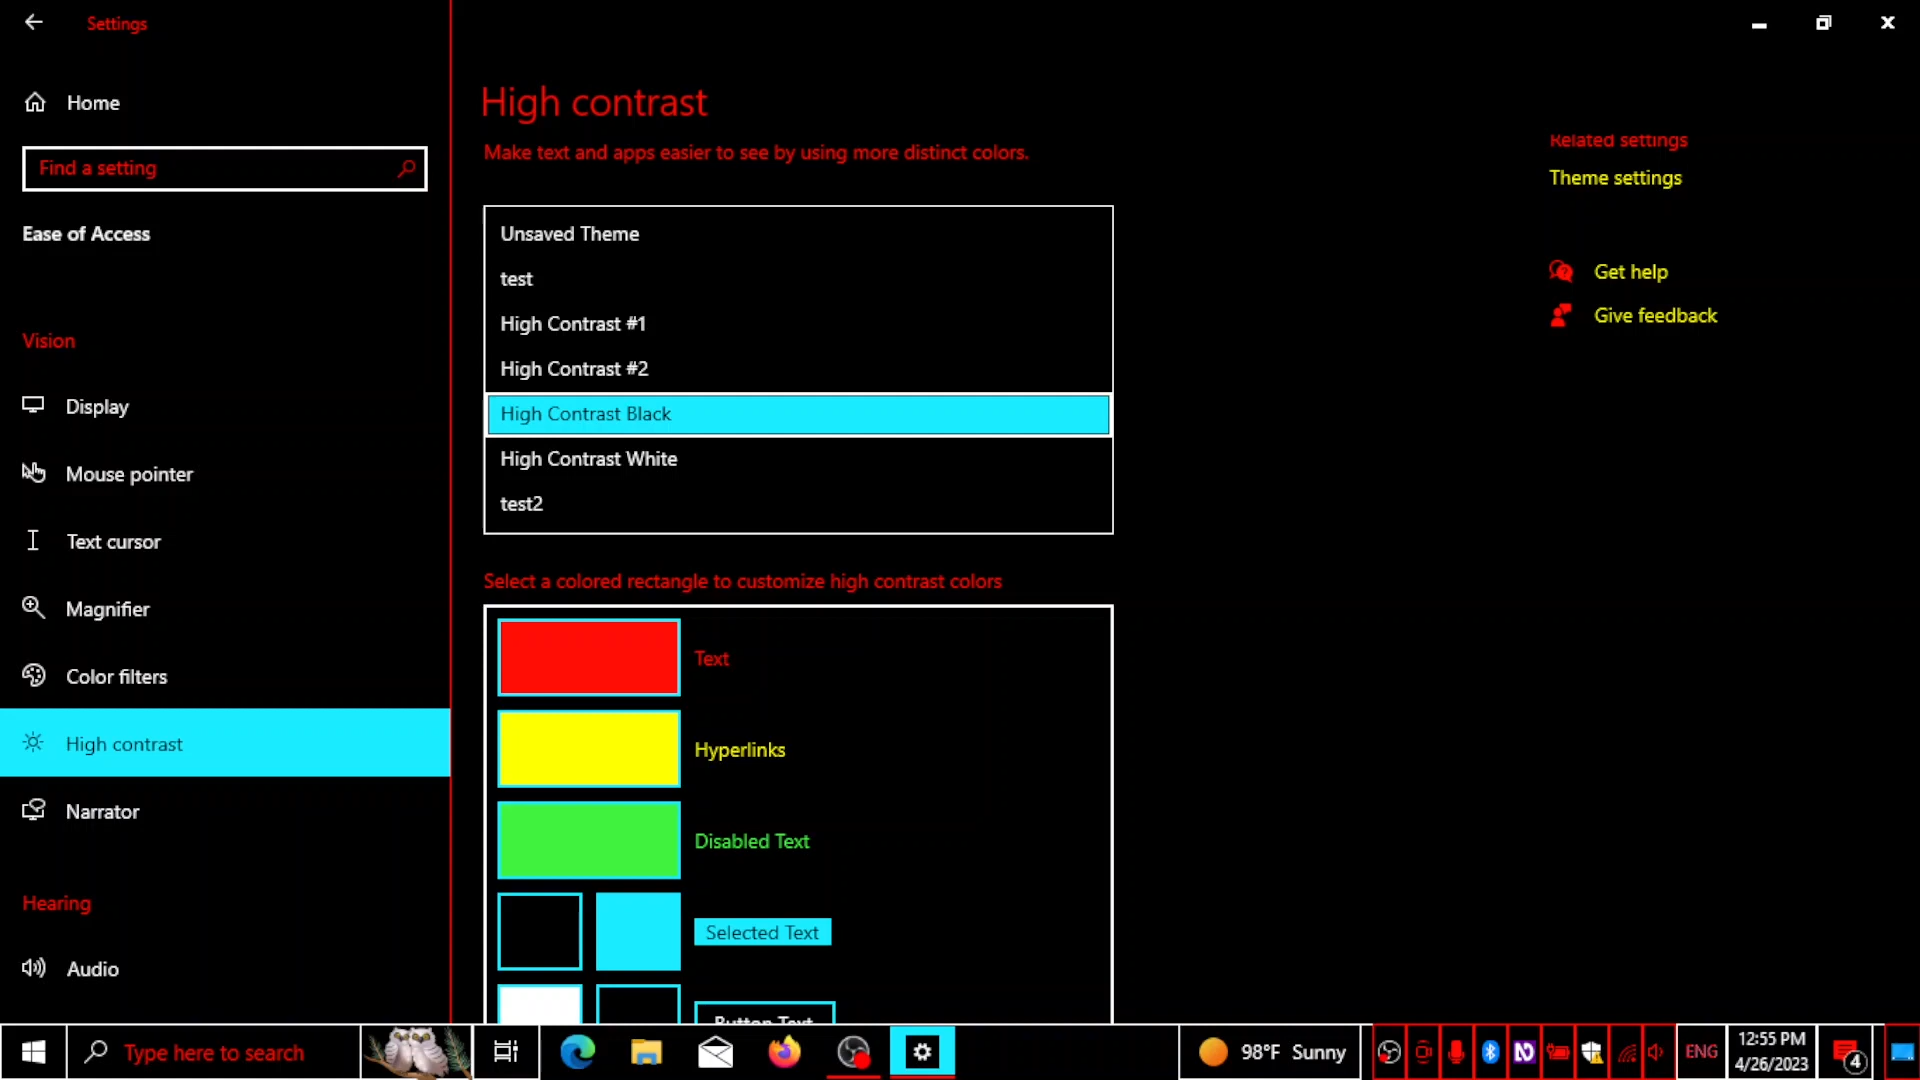 Settings
Home
Find a setting
Ease of Access
Vision
Display
Mouse pointer
Text cursor
Magnifier
Color filters
High contrast
Narrator
Hearing
Audio
High contrast
Make text and apps easier to see by using more distinct colors.
Unsaved Theme
test
High Contrast #1
High Contrast #2
High Contrast Black
High Contrast White
test2
Select a colored rectangle to customize high contrast colors
Text
Hyperlinks
Disabled Text
Selected Text
Button Text
Related settings
Theme settings
Get help
Give feedback
Type here to search
98°F Sunny
ENG
12:55 PM
4/26/2023
4